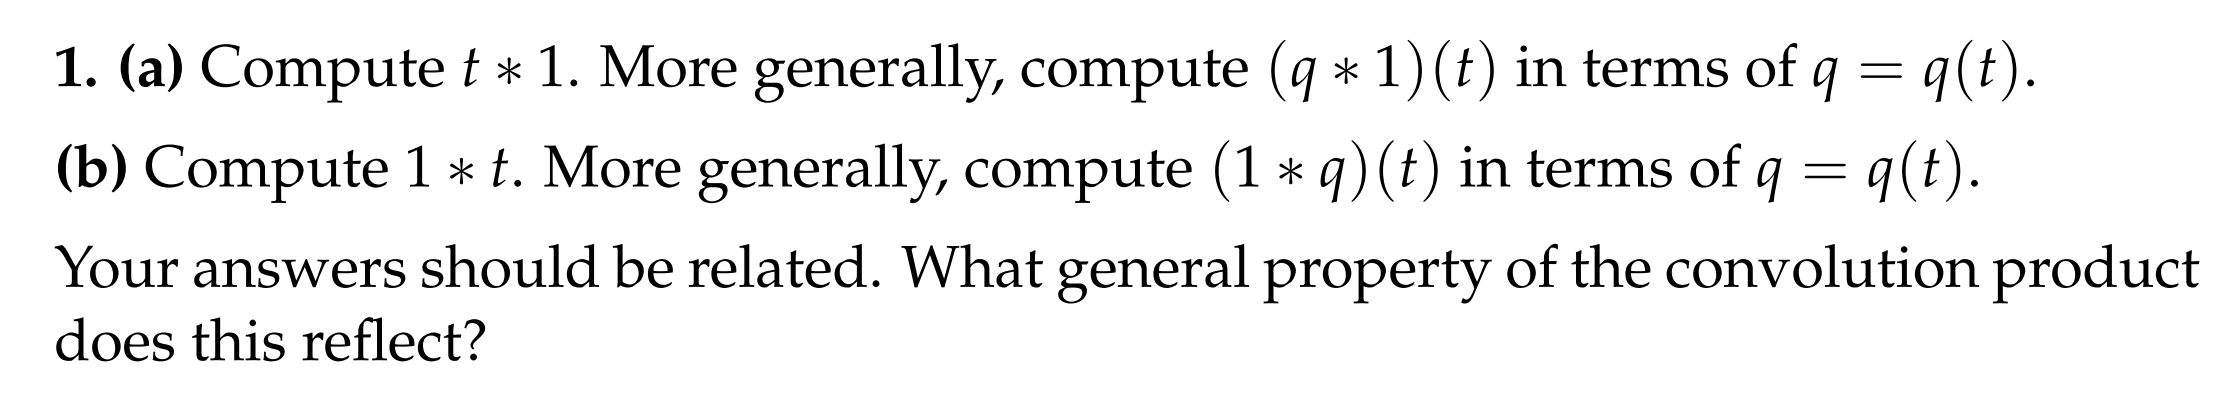 1. (a) Compute t ∗ 1. More generally, compute (q ∗ 1)(t) in terms of q = q(t).
(b) Compute 1 ∗ t. More generally, compute (1 ∗ q)(t) in terms of q = q(t).
Your answers should be related. What general property of the convolution product
does this reflect?